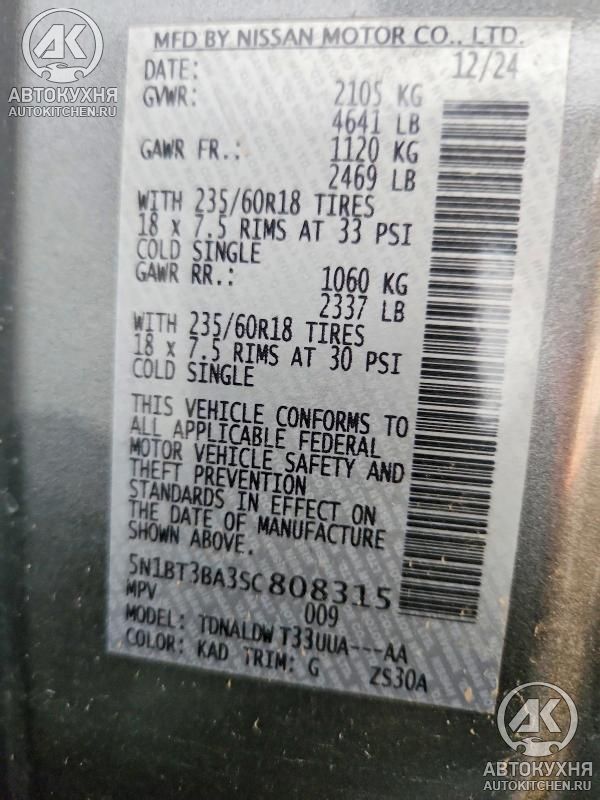 АК
АВТОКУХНЯ
AUTOKITCHEN.RU
MFD BY NISSAN MOTOR CO., LTD.
DATE: 12/24
GVWR: 2105 KG
4641 LB
GAWR FR.: 1120 KG
2469 LB
WITH 235/60R18 TIRES
18 x 7.5 RIMS AT 33 PSI
COLD SINGLE
GAWR RR.: 1060 KG
2337 LB
WITH 235/60R18 TIRES
18 x 7.5 RIMS AT 30 PSI
COLD SINGLE
THIS VEHICLE CONFORMS TO
ALL APPLICABLE FEDERAL
MOTOR VEHICLE SAFETY AND
THEFT PREVENTION
STANDARDS IN EFFECT ON
THE DATE OF MANUFACTURE
SHOWN ABOVE.
5N1BT3BA3SC808315
MPV 009
MODEL: TDNALDW T33UUA---AA
COLOR: KAD TRIM: G ZS30A
АК
АВТОКУХНЯ
AUTOKITCHEN.RU